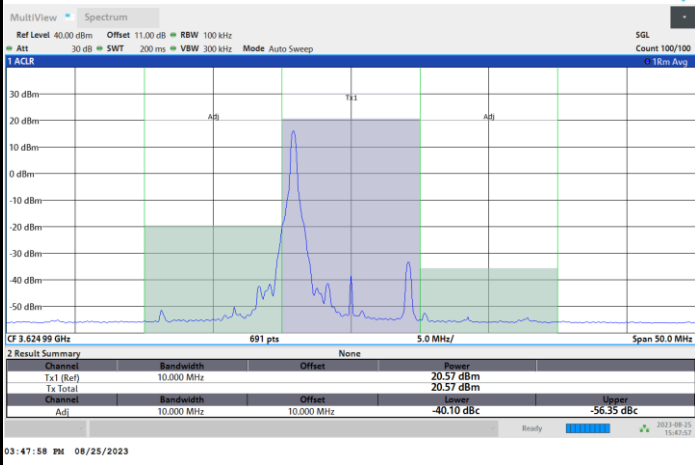 MultiView Spectrum
Ref Level 40.00 dBm Offset 11.00 dB RBW 100 kHz SGL
Att 30 dB SWT 200 ms VBW 300 kHz Mode Auto Sweep Count 100/100
1 ACLR 1Rm Avg
30 dBm
Tx1
20 dBm
Adj Adj
10 dBm
0 dBm
-10 dBm
-20 dBm
-30 dBm
-40 dBm
-50 dBm
CF 3.624 99 GHz 691 pts 5.0 MHz/ Span 50.0 MHz
2 Result Summary None
Channel Bandwidth Offset Power
Tx1 (Ref) 10.000 MHz 20.57 dBm
Tx Total 20.57 dBm
Channel Bandwidth Offset Lower Upper
Adj 10.000 MHz 10.000 MHz -40.10 dBc -56.35 dBc
Ready 2023-08-25
15:47:57
03:47:58 PM 08/25/2023